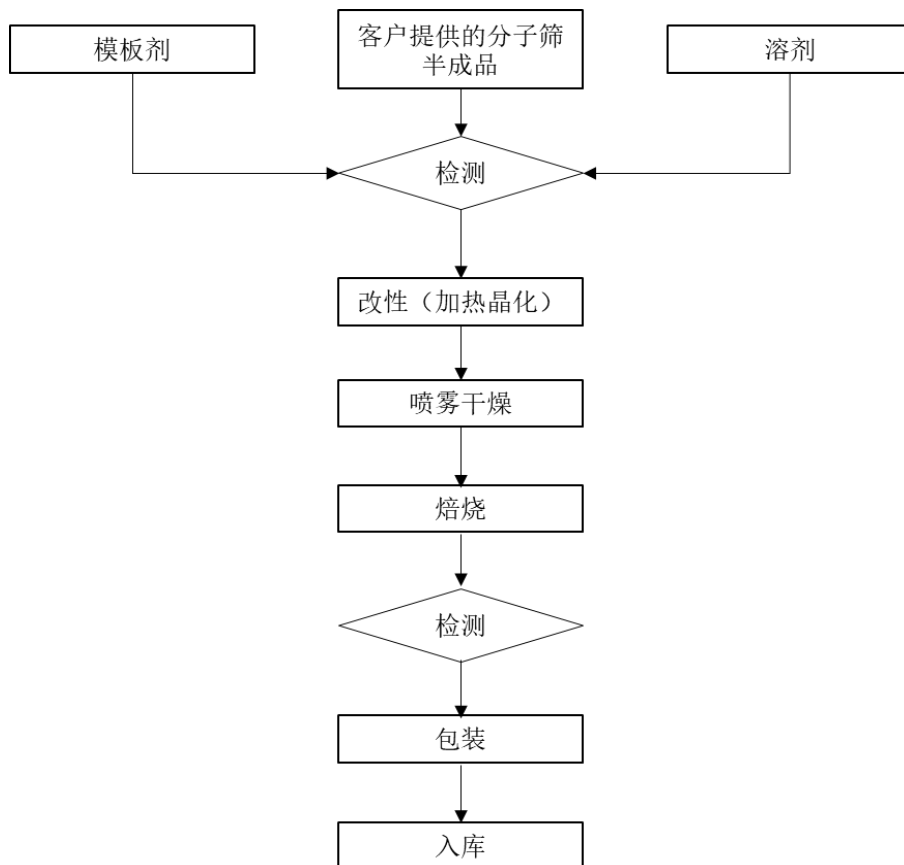 模板剂
客户提供的分子筛
半成品
溶剂
检测
改性（加热晶化）
喷雾干燥
焙烧
检测
包装
入库